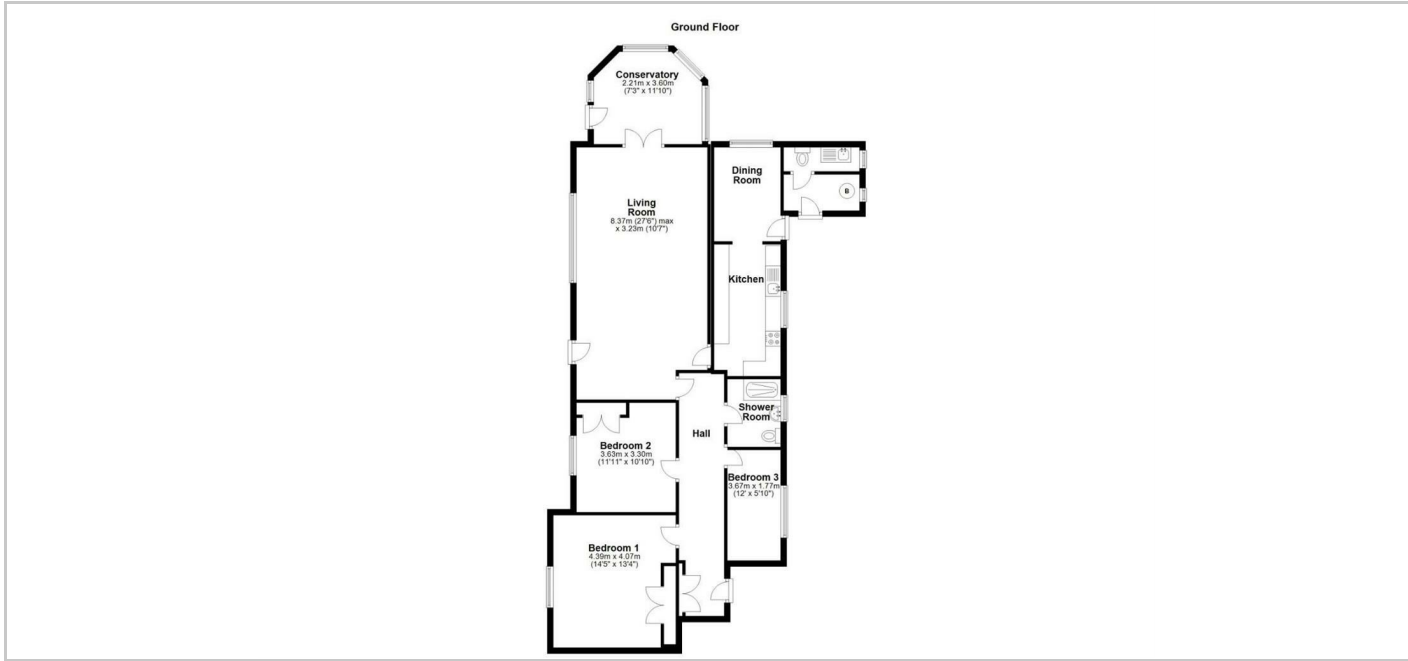 Ground Floor
Conservatory
2.21m x 3.60m
(7'3" x 11'10")
Dining
Room
B
Living
Room
8.37m (27'6") max
x 3.23m (10'7")
Kitchen
Shower
Room
Hall
Bedroom 2
3.63m x 3.30m
(11'11" x 10'10")
Bedroom 3
3.67m x 1.77m
(12' x 5'10")
Bedroom 1
4.39m x 4.07m
(14'5" x 13'4")